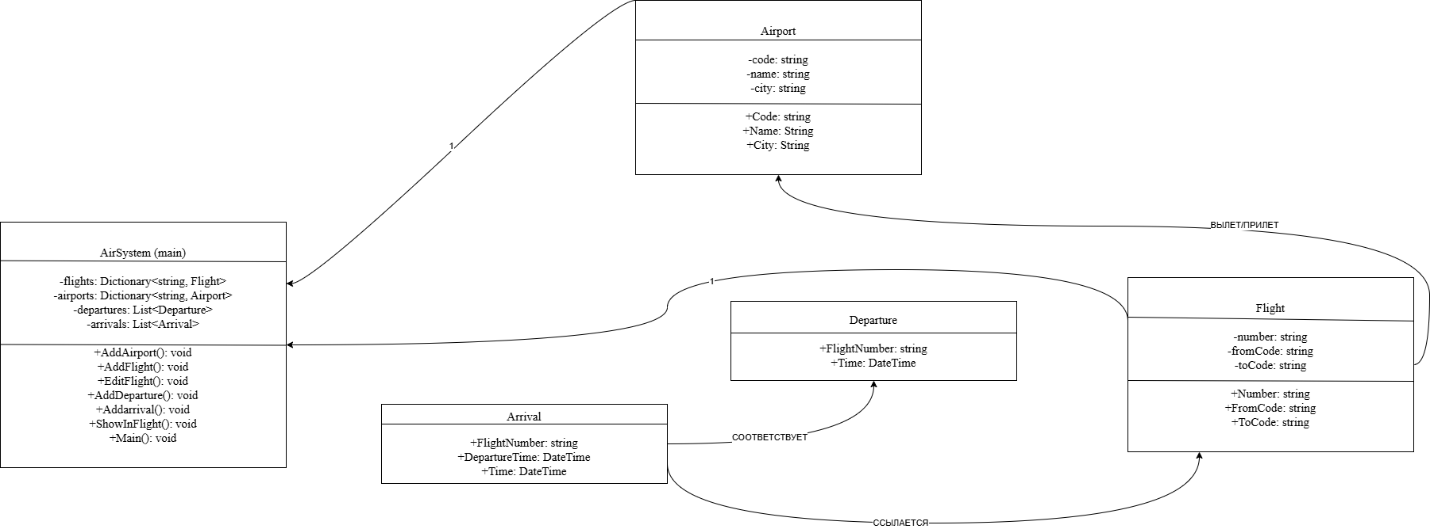 Airport
-code: string
-name: string
-city: string
+Code: string
+Name: String
+City: String
1
ВЫЛЕТ/ПРИЛЕТ
AirSystem (main)
-flights: Dictionary<string, Flight>
-airports: Dictionary<string, Airport>
-departures: List<Departure>
-arrivals: List<Arrival>
+AddAirport(): void
+AddFlight(): void
+EditFlight(): void
+AddDeparture(): void
+Addarrival(): void
+ShowInFlight(): void
+Main(): void
1
Departure
+FlightNumber: string
+Time: DateTime
Flight
-number: string
-fromCode: string
-toCode: string
+Number: string
+FromCode: string
+ToCode: string
Arrival
+FlightNumber: string
+DepartureTime: DateTime
+Time: DateTime
СООТВЕТСТВУЕТ
ССЫЛАЕТСЯ